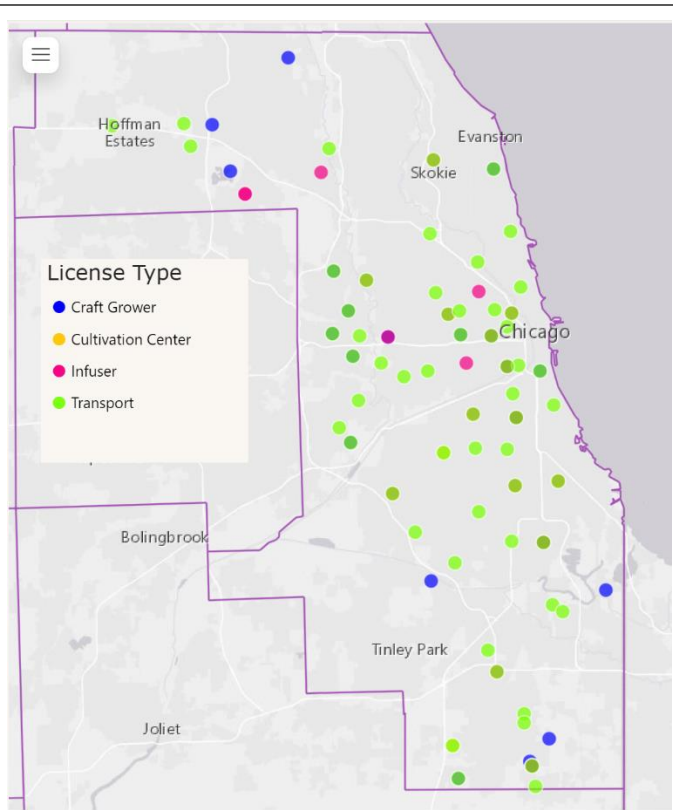 Hoffman
Estates
Evanston
Skokie
License Type
Craft Grower
Cultivation Center
Infuser
Transport
Chicago
Bolingbrook
Tinley Park
Joliet